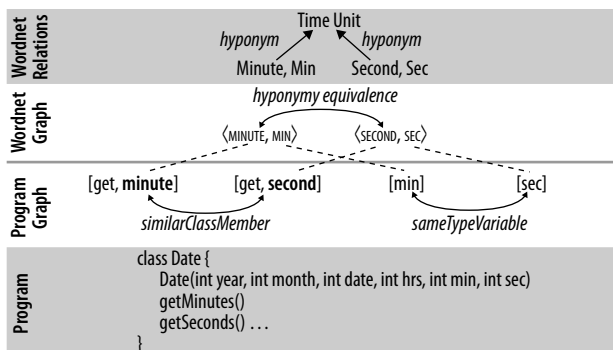 Wordnet Relations
Time Unit
hyponym hyponym
Minute, Min Second, Sec
Wordnet Graph
hyponymy equivalence
⟨MINUTE, MIN⟩ ⟨SECOND, SEC⟩
Program Graph
[get, minute] [get, second] [min] [sec]
similarClassMember sameTypeVariable
Program
class Date {
Date(int year, int month, int date, int hrs, int min, int sec)
getMinutes()
getSeconds() ...
}